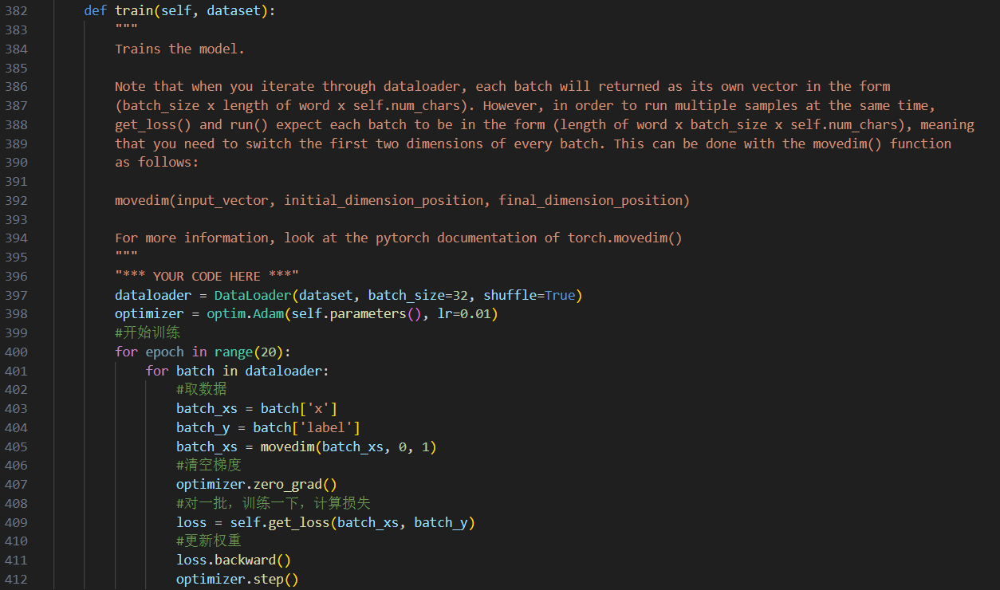 382 def train(self, dataset):
383 """
384 Trains the model.
385
386 Note that when you iterate through dataloader, each batch will returned as its own vector in the form
387 (batch_size x length of word x self.num_chars). However, in order to run multiple samples at the same time,
388 get_loss() and run() expect each batch to be in the form (length of word x batch_size x self.num_chars), meaning
389 that you need to switch the first two dimensions of every batch. This can be done with the movedim() function
390 as follows:
391
392 movedim(input_vector, initial_dimension_position, final_dimension_position)
393
394 For more information, look at the pytorch documentation of torch.movedim()
395 """
396 "*** YOUR CODE HERE ***"
397 dataloader = DataLoader(dataset, batch_size=32, shuffle=True)
398 optimizer = optim.Adam(self.parameters(), lr=0.01)
399 #开始训练
400 for epoch in range(20):
401 for batch in dataloader:
402 #取数据
403 batch_xs = batch['x']
404 batch_y = batch['label']
405 batch_xs = movedim(batch_xs, 0, 1)
406 #清空梯度
407 optimizer.zero_grad()
408 #对一批，训练一下，计算损失
409 loss = self.get_loss(batch_xs, batch_y)
410 #更新权重
411 loss.backward()
412 optimizer.step()